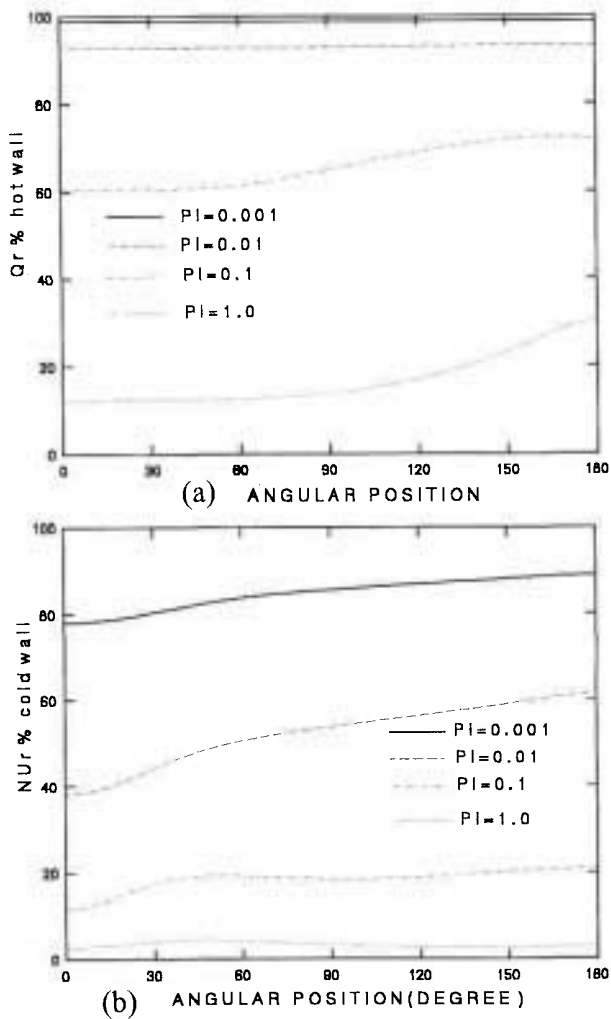 100
80
60
40
20
0
Qr % hot wall
PI=0.001
PI=0.01
PI=0.1
PI=1.0
0 30 60 90 120 150 180
(a) ANGULAR POSITION
100
80
60
40
20
0
NUr % cold wall
PI=0.001
PI=0.01
PI=0.1
PI=1.0
0 30 60 90 120 150 180
(b) ANGULAR POSITION(DEGREE)